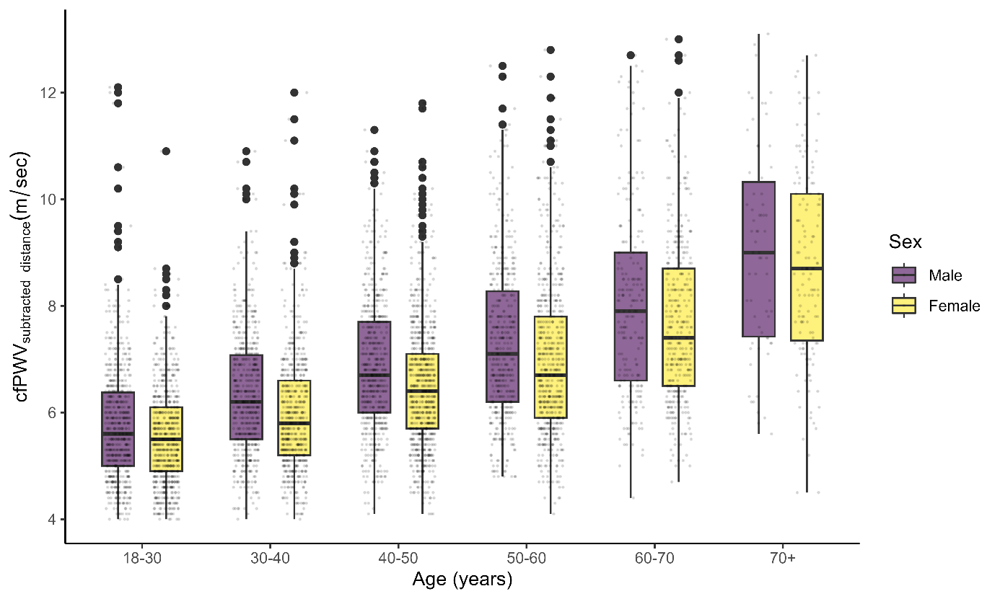 cfPWVsubtracted distance(m/sec)
12
10
8
6
4
18-30 30-40 40-50 50-60 60-70 70+
Age (years)
Sex
Male
Female